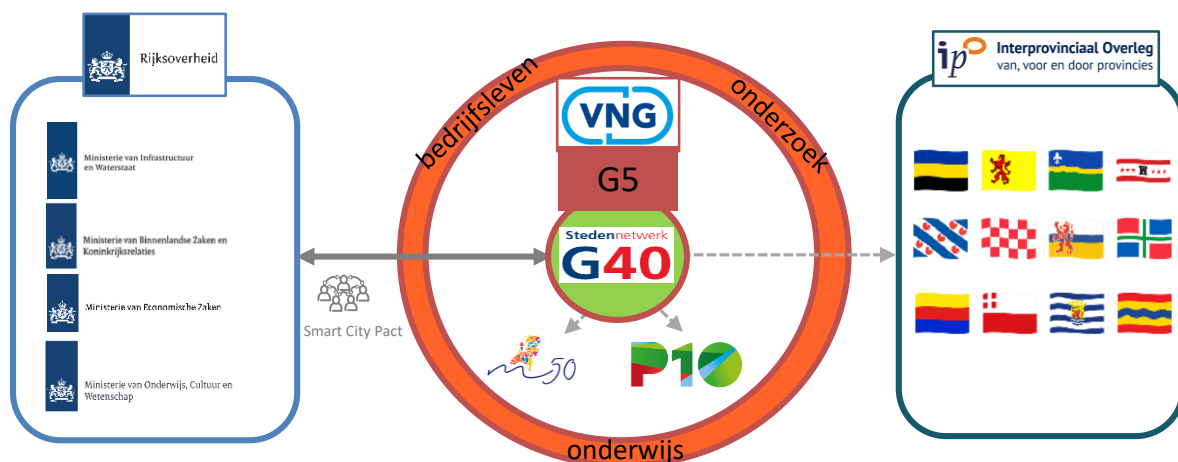 Rijksoverheid
Ministerie van Infrastructuur
en Waterstaat
Ministerie van Binnenlandse Zaken en
Koninkrijksrelaties
Ministerie van Economische Zaken
Ministerie van Onderwijs, Cultuur en
Wetenschap
Smart City Pact
bedrijfsleven
onderzoek
onderwijs
VNG
G5
Stedennetwerk
G40
m50
P10
ipo
Interprovinciaal Overleg
van, voor en door provincies